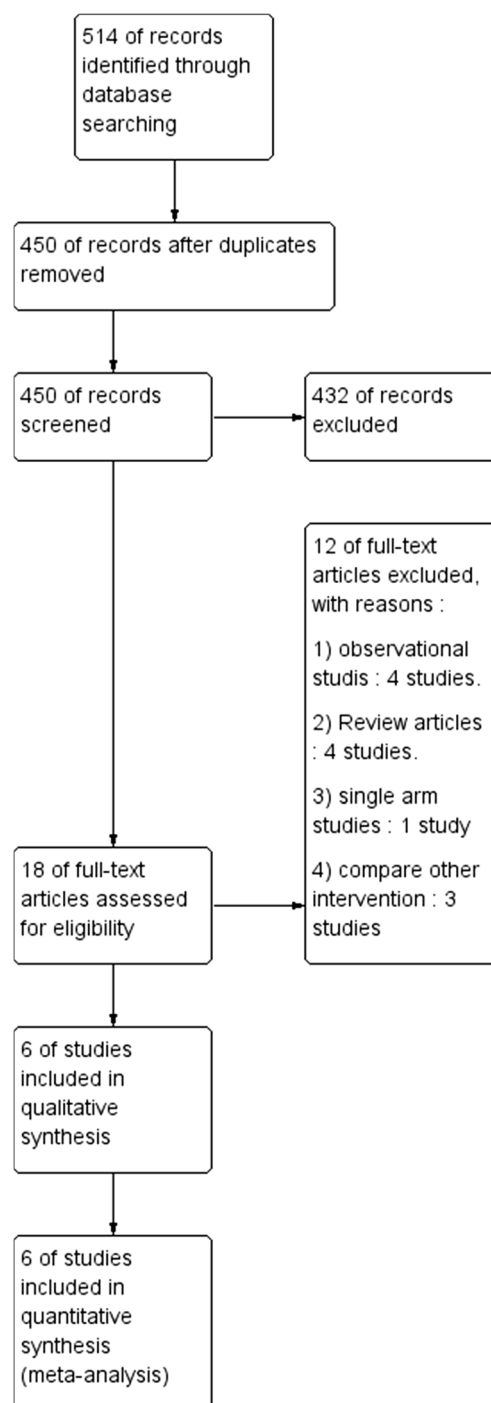 514 of records
identified through
database
searching
450 of records after duplicates
removed
450 of records
screened
432 of records
excluded
12 of full-text
articles excluded,
with reasons :
1) observational
studis : 4 studies.
2) Review articles
: 4 studies.
3) single arm
studies : 1 study
4) compare other
intervention : 3
studies
18 of full-text
articles assessed
for eligibility
6 of studies
included in
qualitative
synthesis
6 of studies
included in
quantitative
synthesis
(meta-analysis)